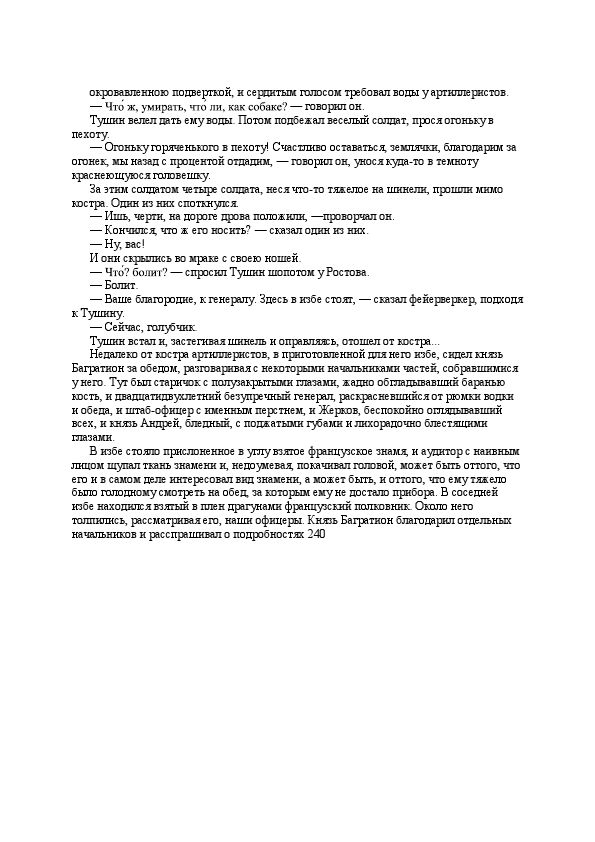 окровавленною подверткой, и сердитым голосом требовал воды у артиллеристов.
— Что́ ж, умирать, что́ ли, как собаке? — говорил он.
Тушин велел дать ему воды. Потом подбежал веселый солдат, прося огоньку в
пехоту.
— Огоньку горяченького в пехоту! Счастливо оставаться, землячки, благодарим за
огонек, мы назад с процентой отдадим, — говорил он, унося куда-то в темноту
краснеющуюся головешку.
За этим солдатом четыре солдата, неся что-то тяжелое на шинели, прошли мимо
костра. Один из них споткнулся.
— Ишь, черти, на дороге дрова положили, —проворчал он.
— Кончился, что ж его носить? — сказал один из них.
— Ну, вас!
И они скрылись во мраке с своею ношей.
— Что́? болит? — спросил Тушин шопотом у Ростова.
— Болит.
— Ваше благородие, к генералу. Здесь в избе стоят, — сказал фейерверкер, подходя
к Тушину.
— Сейчас, голубчик.
Тушин встал и, застегивая шинель и оправляясь, отошел от костра...
Недалеко от костра артиллеристов, в приготовленной для него избе, сидел князь
Багратион за обедом, разговаривая с некоторыми начальниками частей, собравшимися
у него. Тут был старичок с полузакрытыми глазами, жадно обгладывавший баранью
кость, и двадцатидвухлетний безупречный генерал, раскрасневшийся от рюмки водки
и обеда, и штаб-офицер с именным перстнем, и Жерков, беспокойно оглядывавший
всех, и князь Андрей, бледный, с поджатыми губами и лихорадочно блестящими
глазами.
В избе стояло прислоненное в углу взятое французское знамя, и аудитор с наивным
лицом щупал ткань знамени и, недоумевая, покачивал головой, может быть оттого, что
его и в самом деле интересовал вид знамени, а может быть, и оттого, что ему тяжело
было голодному смотреть на обед, за которым ему не достало прибора. В соседней
избе находился взятый в плен драгунами французский полковник. Около него
толпились, рассматривая его, наши офицеры. Князь Багратион благодарил отдельных
начальников и расспрашивал о подробностях 240